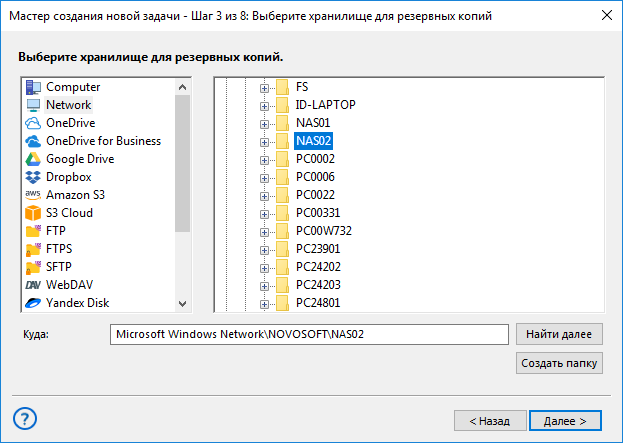 Мастер создания новой задачи - Шаг 3 из 8: Выберите хранилище для резервных копий
Выберите хранилище для резервных копий.
Computer
Network
OneDrive
OneDrive for Business
Google Drive
Dropbox
aws Amazon S3
S3 Cloud
FTP
FTPS
SFTP
DAV WebDAV
Yandex Disk
FS
ID-LAPTOP
NAS01
NAS02
PC0002
PC0006
PC0022
PC00331
PC00W732
PC23901
PC24202
PC24203
PC24801
Куда:
Microsoft Windows Network\NOVOSOFT\NAS02
Найти далее
Создать папку
?
< Назад
Далее >